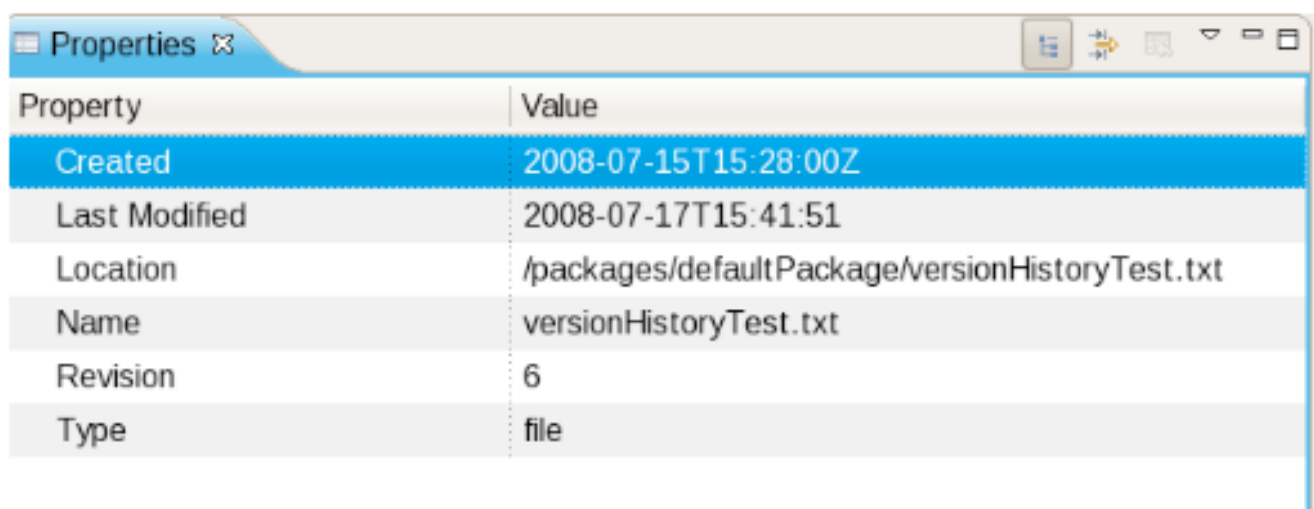 Properties
Property Value
Created 2008-07-15T15:28:00Z
Last Modified 2008-07-17T15:41:51
Location /packages/defaultPackage/versionHistoryTest.txt
Name versionHistoryTest.txt
Revision 6
Type file